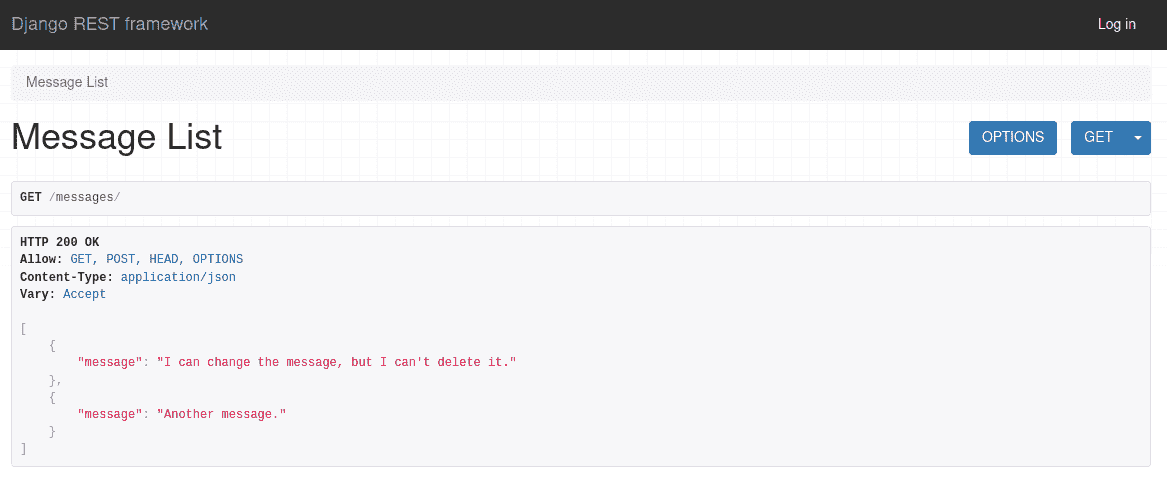 Django REST framework
Log in
Message List
Message List
OPTIONS
GET
GET /messages/
HTTP 200 OK
Allow: GET, POST, HEAD, OPTIONS
Content-Type: application/json
Vary: Accept
[
    {
        "message": "I can change the message, but I can't delete it."
    },
    {
        "message": "Another message."
    }
]